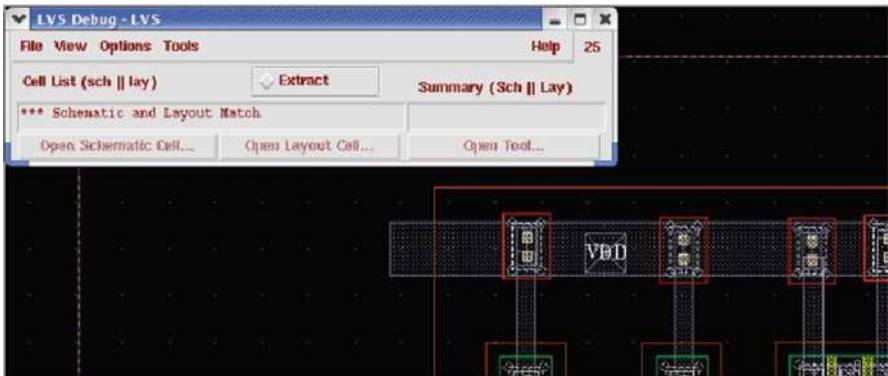 LVS Debug - LVS
File View Options Tools Help 25
Cell List (sch || lay) Extract Summary (Sch || Lay)
*** Schematic and Layout Match
Open Schematic Cell... Open Layout Cell... Open Tool...
VDD